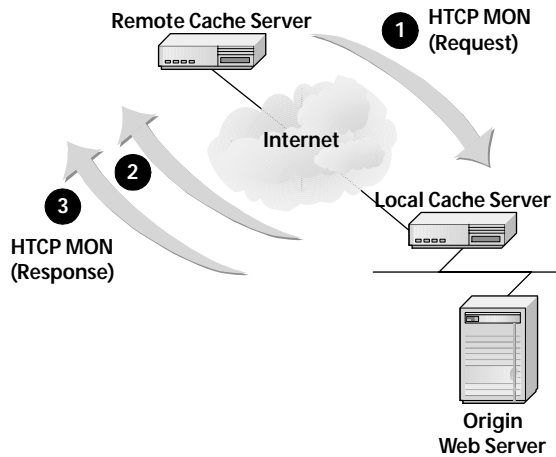 Remote Cache Server
1
HTCP MON
(Request)
Internet
2
Local Cache Server
3
HTCP MON
(Response)
Origin
Web Server